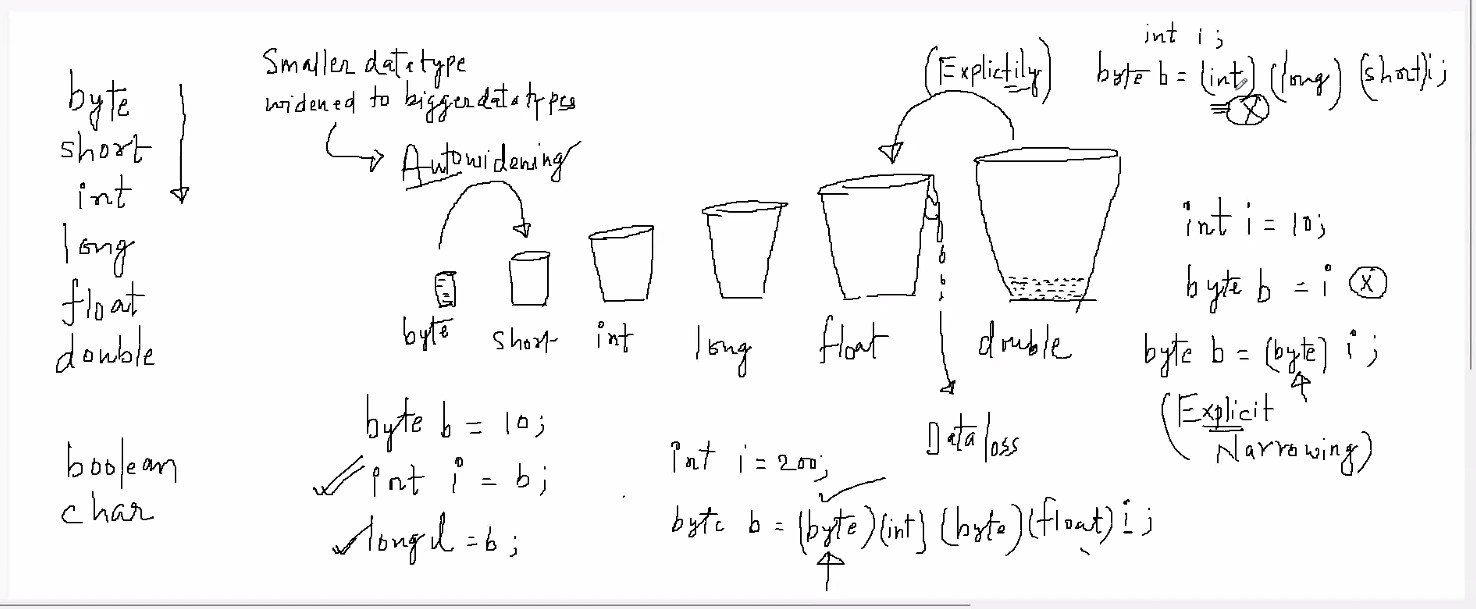 byte
short
int
long
float
double
boolean
char
Smaller datatype
widened to bigger datatypes
Autowidening
(Explictily)
int i;
byte b = (int) (long) (short)i;
X
byte
short
int
long
float
double
Data loss
int i = 10;
byte b = i X
byte b = (byte) i;
(Explicit
Narrowing)
byte b = 10;
int i = b;
long l = b;
int i = 200;
byte b = (byte)(int)(byte)(float) i;